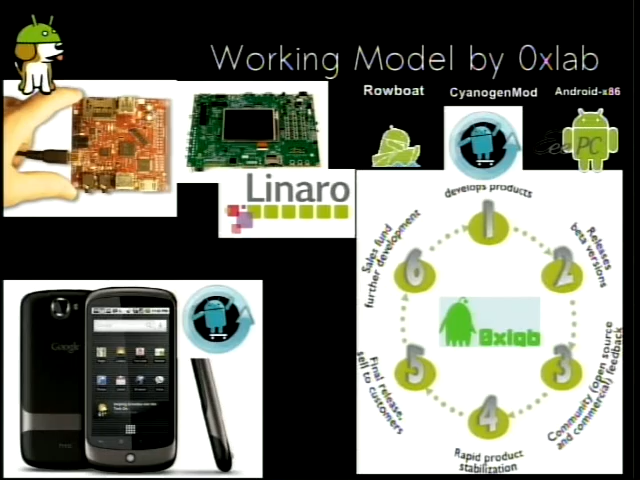 Working Model by 0xlab
Rowboat
CyanogenMod
Android-x86
PC
Linaro
develops products
1
Releases
beta versions
2
Community (open source
and commercial) feedback
3
Rapid product
stabilization
4
Final release,
sell to customers
5
Sales fund
further development
6
0xlab
Google